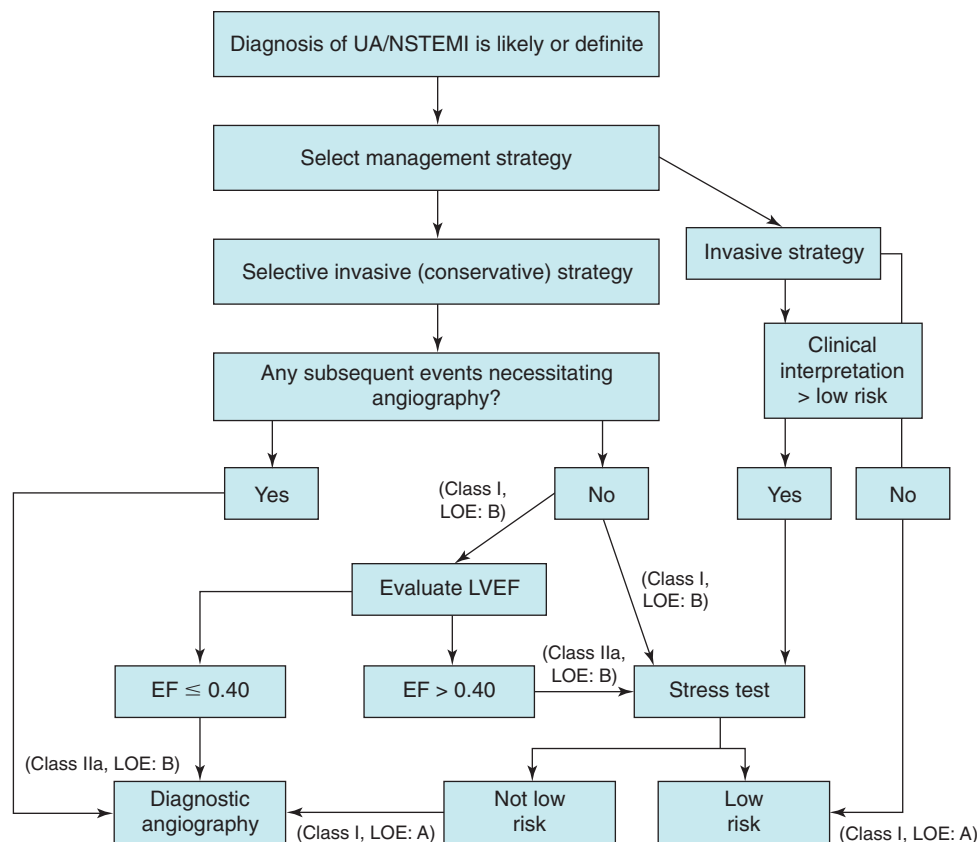 Diagnosis of UA/NSTEMI is likely or definite
Select management strategy
Invasive strategy
Selective invasive (conservative) strategy
Clinical
interpretation
> low risk
Any subsequent events necessitating
angiography?
Yes
(Class I,
LOE: B)
No
Yes
No
Evaluate LVEF
(Class I,
LOE: B)
EF ≤ 0.40
EF > 0.40
(Class IIa,
LOE: B)
Stress test
(Class IIa, LOE: B)
Diagnostic
angiography
(Class I, LOE: A)
Not low
risk
Low
risk
(Class I, LOE: A)